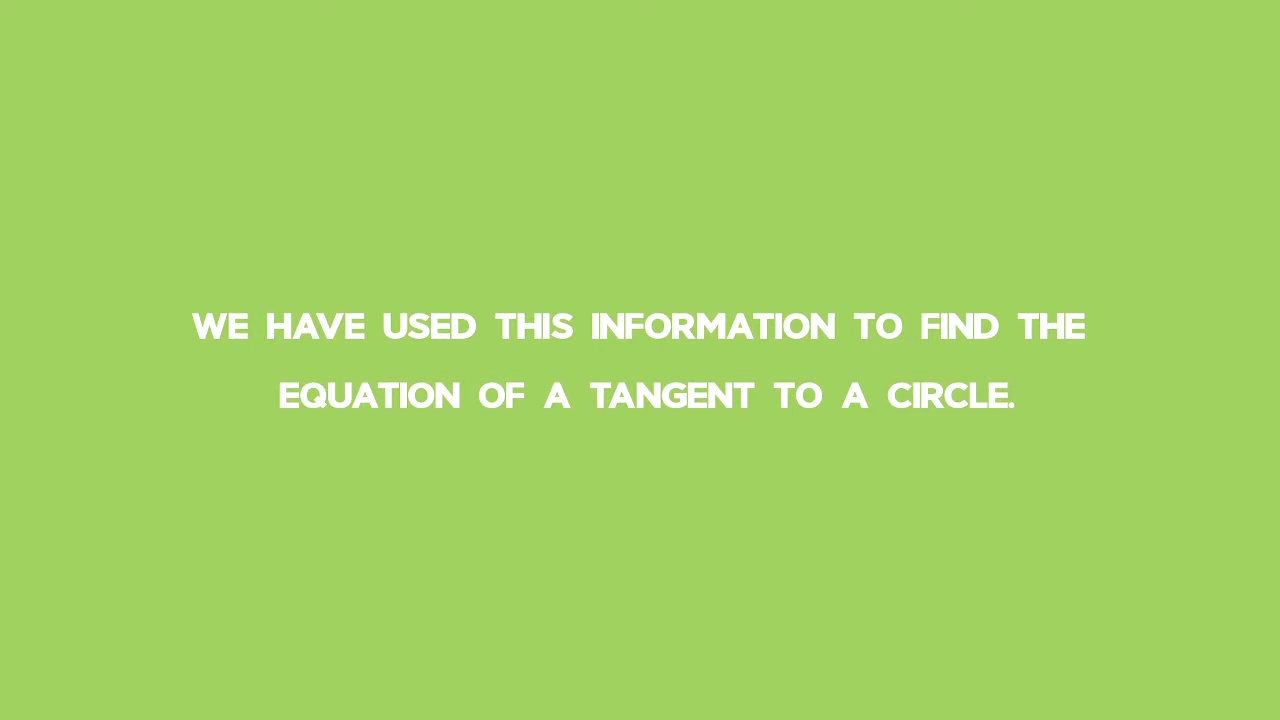 WE HAVE USED THIS INFORMATION TO FIND THE
EQUATION OF A TANGENT TO A CIRCLE.